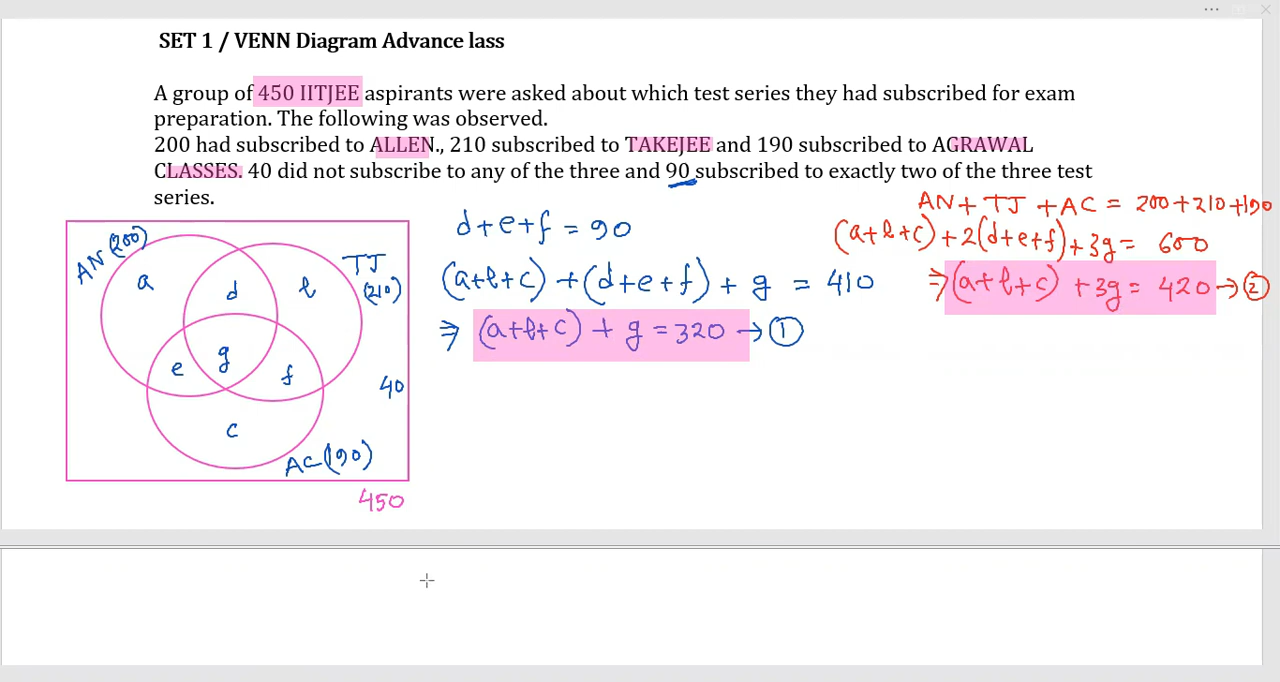 SET 1 / VENN Diagram Advance lass
A group of 450 IITJEE aspirants were asked about which test series they had subscribed for exam
preparation. The following was observed.
200 had subscribed to ALLEN., 210 subscribed to TAKEJEE and 190 subscribed to AGRAWAL
CLASSES. 40 did not subscribe to any of the three and 90 subscribed to exactly two of the three test
series.
AN + TJ + AC = 200+210+190
(a+b+c)+2(d+e+f)+3g = 600
⇒ (a+b+c) + 3g = 420 → ②
d+e+f = 90
(a+b+c) + (d+e+f) + g = 410
⇒ (a+b+c) + g = 320 → ①
AN (200)
TJ
(210)
a
d
b
e
g
f
40
c
AC (190)
450